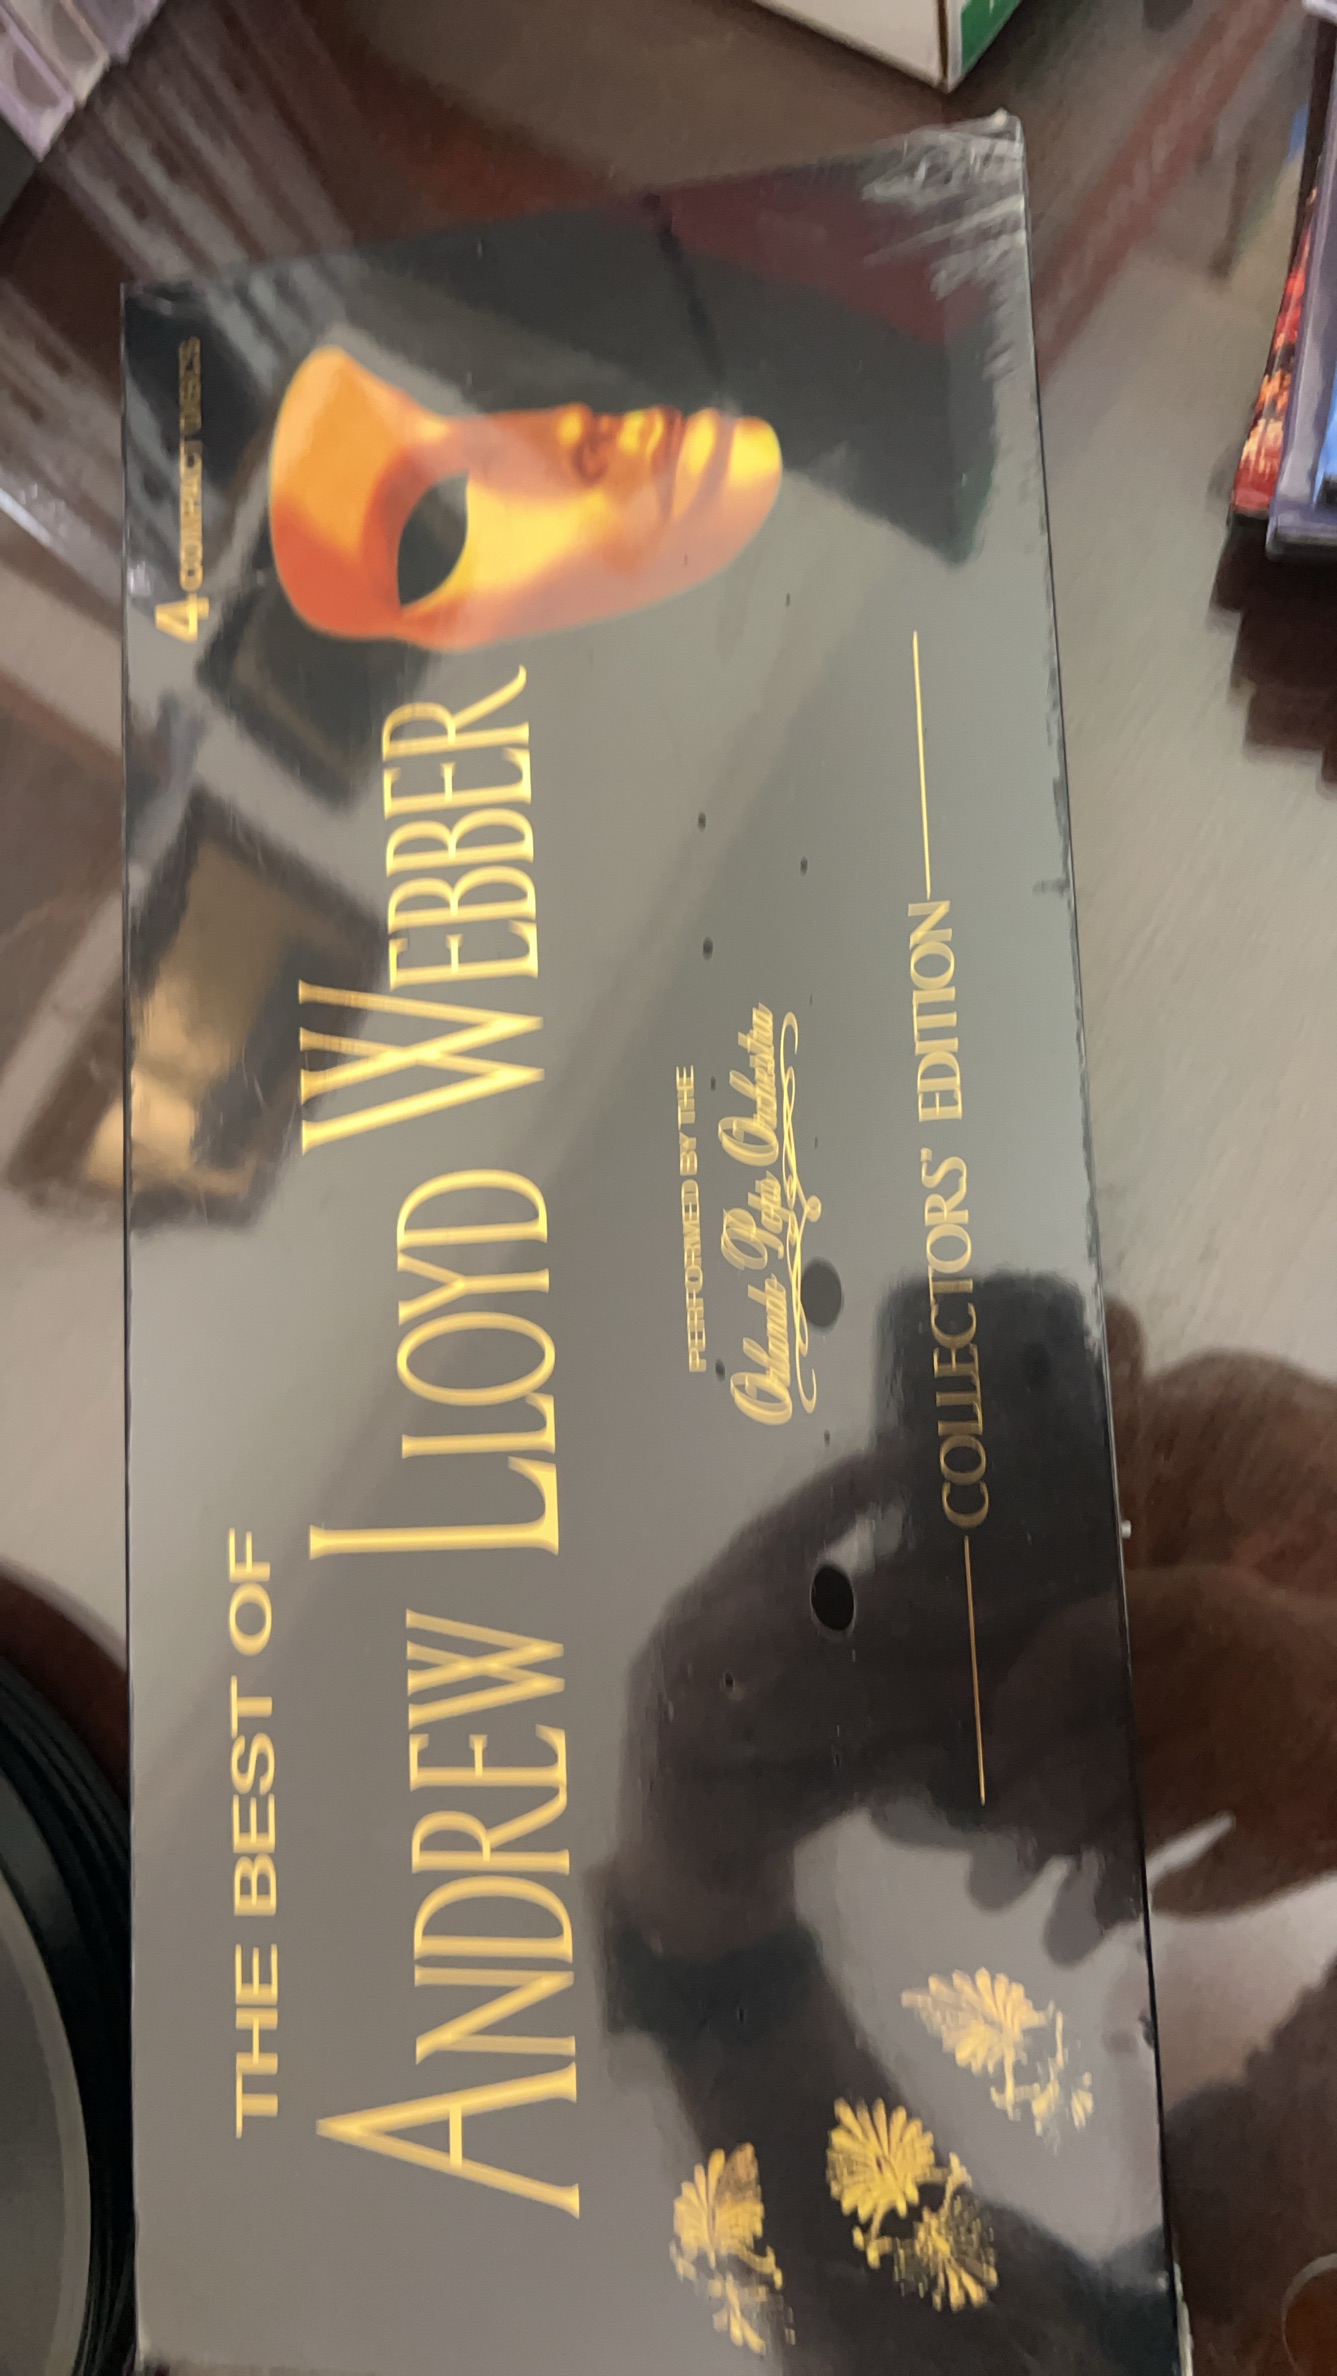 4 COMPACT DISCS
THE BEST OF
ANDREW LLOYD WEBBER
PERFORMED BY THE
Orlando Pops Orchestra
COLLECTORS' EDITION